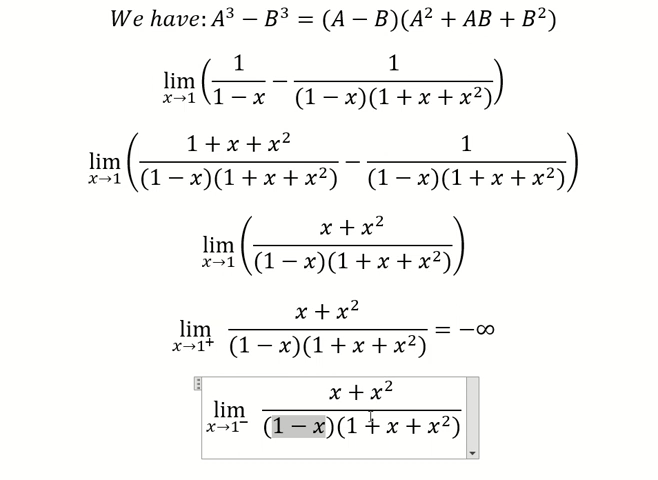 We have: A³ − B³ = (A − B)(A² + AB + B²)
lim x→1 (1/(1 − x) − 1/((1 − x)(1 + x + x²)))
lim x→1 ((1 + x + x²)/((1 − x)(1 + x + x²)) − 1/((1 − x)(1 + x + x²)))
lim x→1 ((x + x²)/((1 − x)(1 + x + x²)))
lim x→1⁺ (x + x²)/((1 − x)(1 + x + x²)) = −∞
lim x→1⁻ (x + x²)/((1 − x)(1 + x + x²))